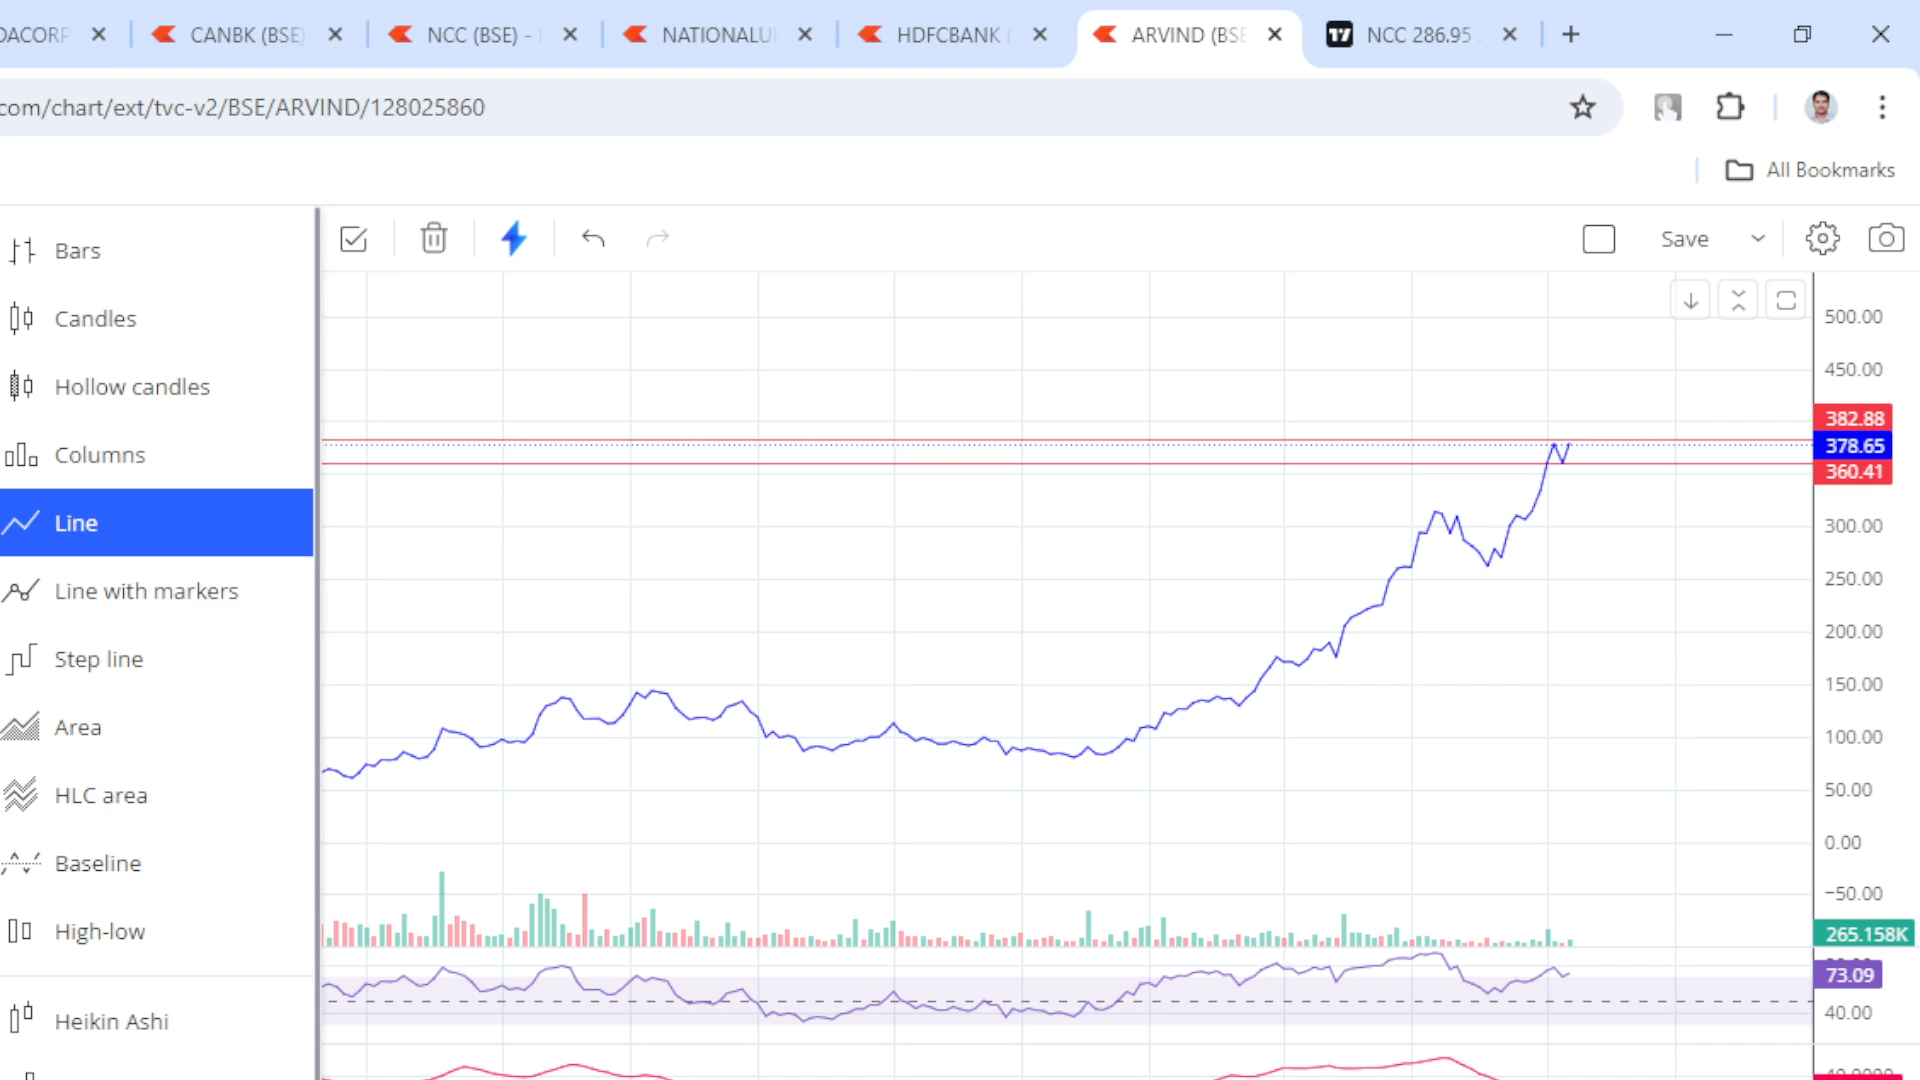 DACORP CANBK (BSE) NCC (BSE) - NATIONALU HDFCBANK ( ARVIND (BSE NCC 286.95
com/chart/ext/tvc-v2/BSE/ARVIND/128025860
All Bookmarks
Save
Bars
Candles
Hollow candles
Columns
Line
Line with markers
Step line
Area
HLC area
Baseline
High-low
Heikin Ashi
500.00
450.00
382.88
378.65
360.41
300.00
250.00
200.00
150.00
100.00
50.00
0.00
−50.00
265.158K
73.09
40.00